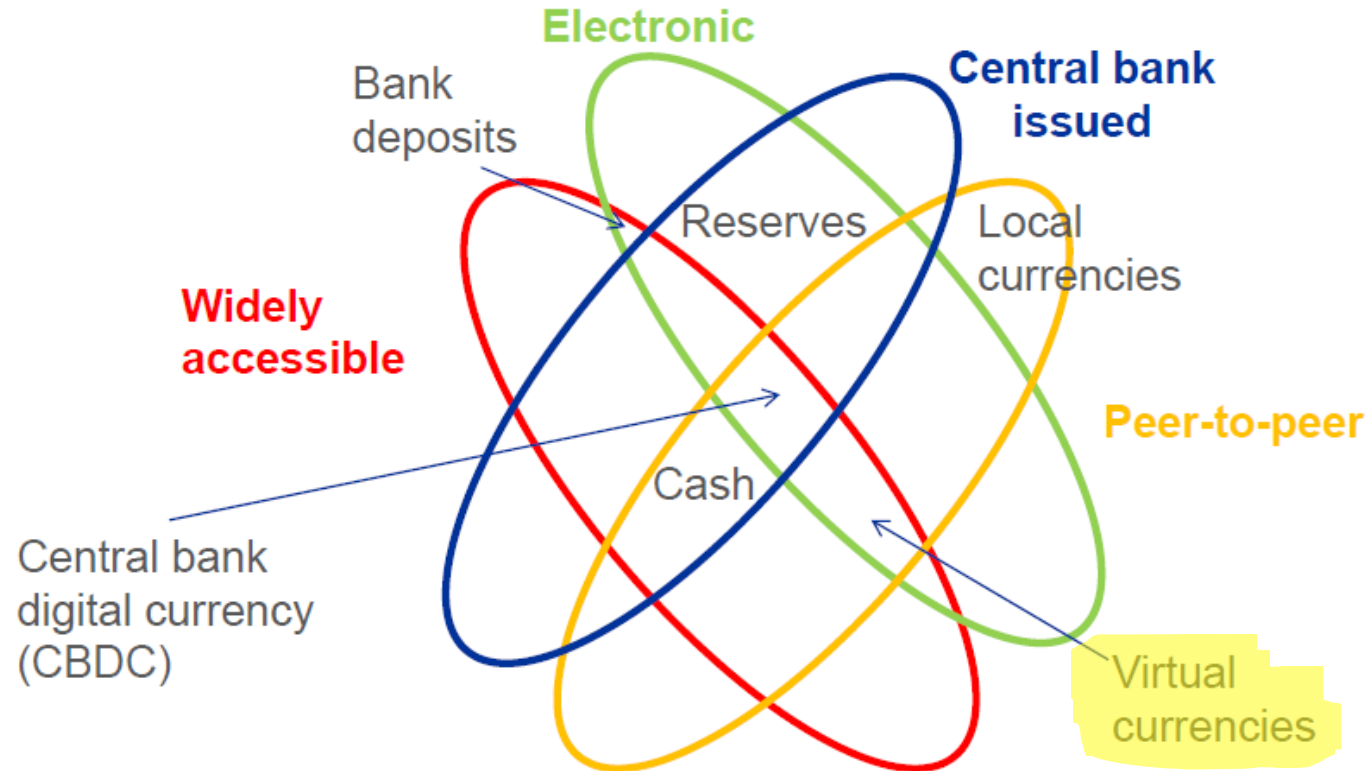 Electronic
Bank
deposits
Central bank
issued
Reserves
Local
currencies
Widely
accessible
Peer-to-peer
Cash
Central bank
digital currency
(CBDC)
Virtual
currencies